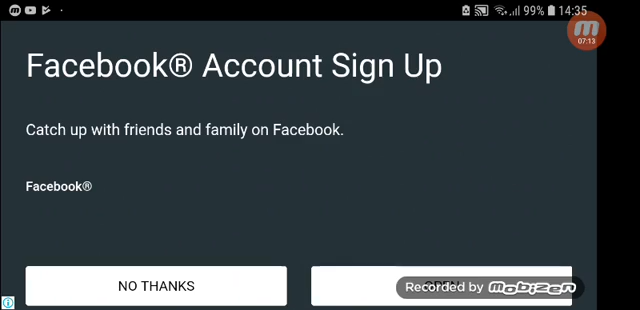 99% 14:35
07:13
Facebook® Account Sign Up
Catch up with friends and family on Facebook.
Facebook®
NO THANKS
OPEN
Recorded by MOBIZEN